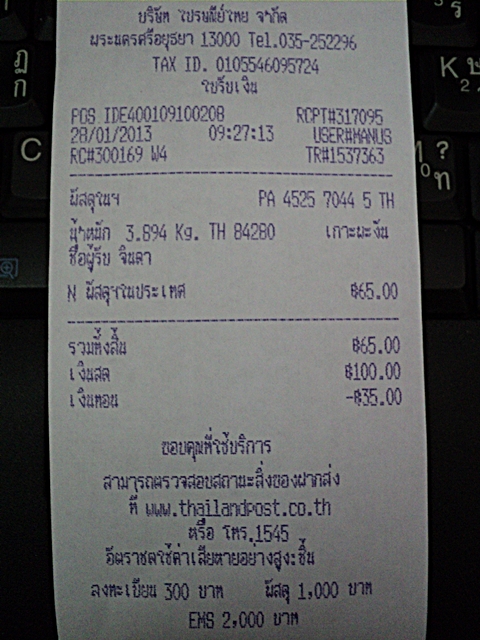 บริษัท ไปรษณีย์ไทย จำกัด
พระนครศรีอยุธยา 13000 Tel.035-252296
TAX ID. 0105546095724
ใบรับเงิน
POS IDE40010910020B RCPT#317095
28/01/2013 09:27:13 USER#MANUS
RC#300169 W4 TR#1537363
พัสดุในฯ PA 4525 7044 5 TH
น้ำหนัก 3.894 Kg. TH 84280 เกาะพะงัน
ชื่อผู้รับ จินดา
N พัสดุฯในประเทศ ฿65.00
รวมทั้งสิ้น ฿65.00
เงินสด ฿100.00
เงินทอน -฿35.00
ขอบคุณที่ใช้บริการ
สามารถตรวจสอบสถานะสิ่งของฝากส่ง
ที่ www.thailandpost.co.th
หรือ โทร.1545
อัตราชดใช้ค่าเสียหายอย่างสูง:ชิ้น
ลงทะเบียน 300 บาท พัสดุ 1,000 บาท
EMS 2,000 บาท
C
K
?
ฏ
ฦ
ษ
ท